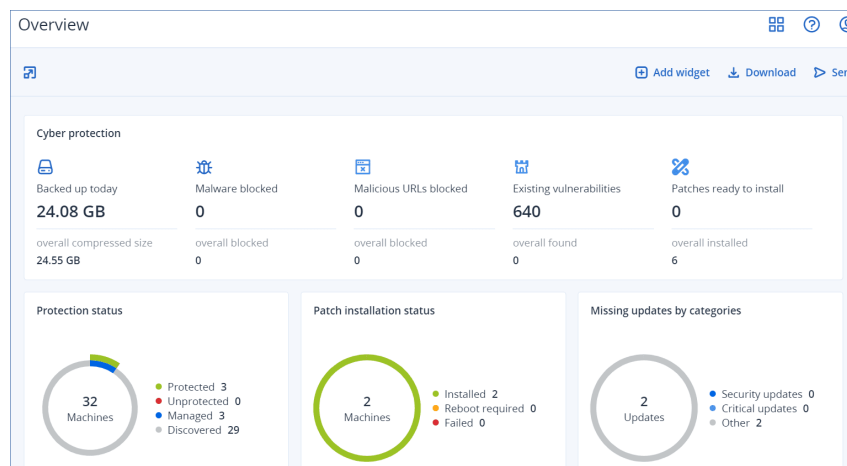 Overview
Add widget Download
Cyber protection
Backed up today Malware blocked Malicious URLs blocked Existing vulnerabilities Patches ready to install
24.08 GB 0 0 640 0
overall compressed size overall blocked overall blocked overall found overall installed
24.55 GB 0 0 0 6
Protection status Patch installation status Missing updates by categories
32
Machines
Protected 3
Unprotected 0
Managed 3
Discovered 29
2
Machines
Installed 2
Reboot required 0
Failed 0
2
Updates
Security updates 0
Critical updates 0
Other 2